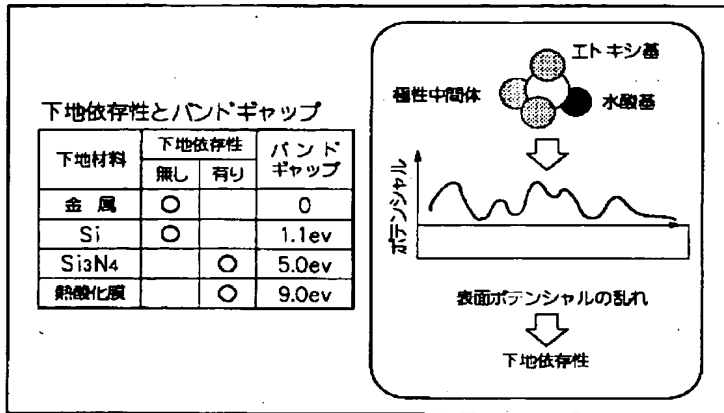 下地依存性とバンドギャップ
下地材料 下地依存性 バンドギャップ
無し 有り
金 属 ○ 0
Si ○ 1.1ev
Si3N4 ○ 5.0ev
熱酸化膜 ○ 9.0ev
エトキシ基
極性中間体
水酸基
ポテンシャル
表面ポテンシャルの乱れ
下地依存性